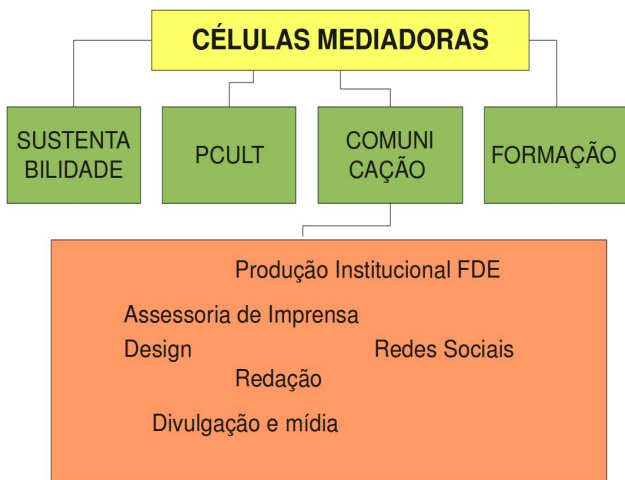 CÉLULAS MEDIADORAS
SUSTENTA
BILIDADE
PCULT
COMUNI
CAÇÃO
FORMAÇÃO
Produção Institucional FDE
Assessoria de Imprensa
Design
Redes Sociais
Redação
Divulgação e mídia